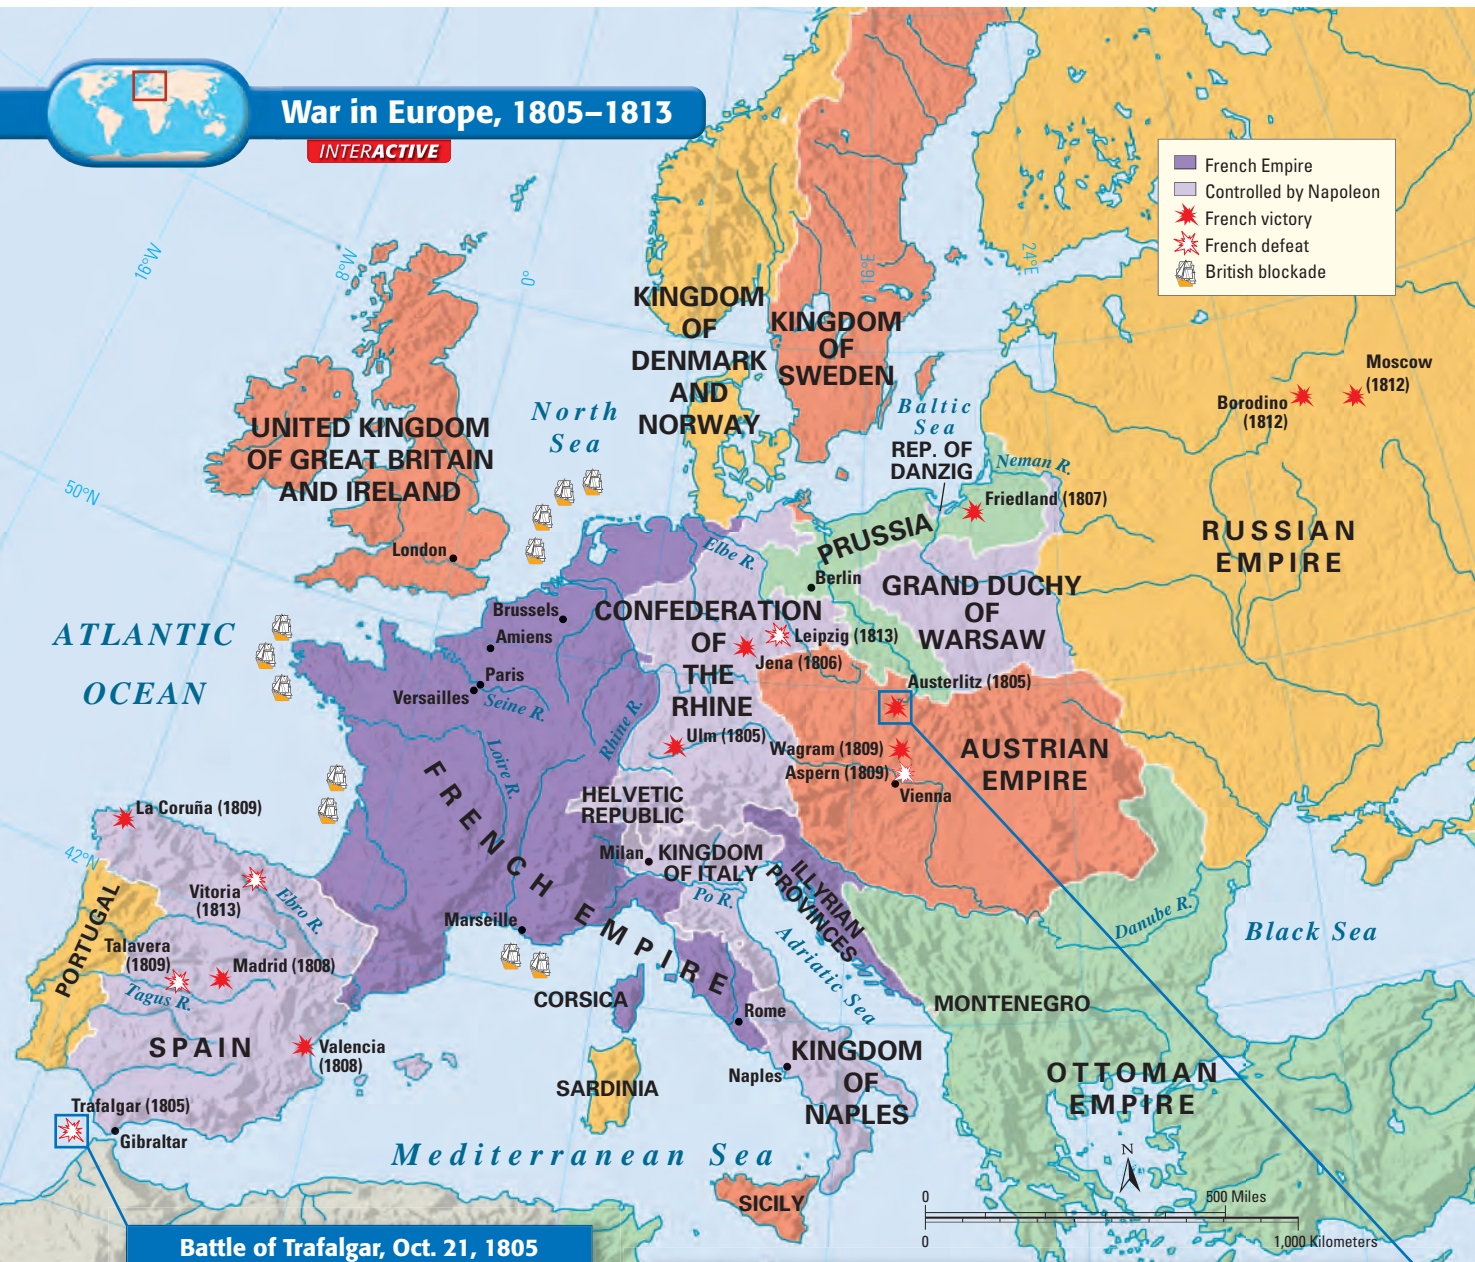 War in Europe, 1805–1813
INTERACTIVE
French Empire
Controlled by Napoleon
French victory
French defeat
British blockade
16°W
8°W
0°
16°E
24°E
50°N
42°N
KINGDOM
OF
DENMARK
AND
NORWAY
KINGDOM
OF
SWEDEN
Moscow
(1812)
Borodino
(1812)
North
Sea
Baltic
Sea
REP. OF
DANZIG
Neman R.
Friedland (1807)
UNITED KINGDOM
OF GREAT BRITAIN
AND IRELAND
London
RUSSIAN
EMPIRE
PRUSSIA
Elbe R.
Berlin
GRAND DUCHY
OF
WARSAW
CONFEDERATION
OF
THE
RHINE
Brussels
Amiens
Paris
Versailles
Seine R.
Leipzig (1813)
Jena (1806)
ATLANTIC
OCEAN
Austerlitz (1805)
Rhine R.
Loire R.
Ulm (1805)
Wagram (1809)
Aspern (1809)
Vienna
AUSTRIAN
EMPIRE
FRENCH EMPIRE
HELVETIC
REPUBLIC
Milan
KINGDOM
OF ITALY
ILLYRIAN
PROVINCES
Po R.
La Coruña (1809)
Vitoria
(1813)
Ebro R.
PORTUGAL
Talavera
(1809)
Madrid (1808)
Tagus R.
SPAIN
Valencia
(1808)
Marseille
CORSICA
Adriatic Sea
Rome
Danube R.
Black Sea
MONTENEGRO
Naples
KINGDOM
OF
NAPLES
SARDINIA
OTTOMAN
EMPIRE
Trafalgar (1805)
Gibraltar
Mediterranean Sea
SICILY
N
0
500 Miles
0
1,000 Kilometers
Battle of Trafalgar, Oct. 21, 1805